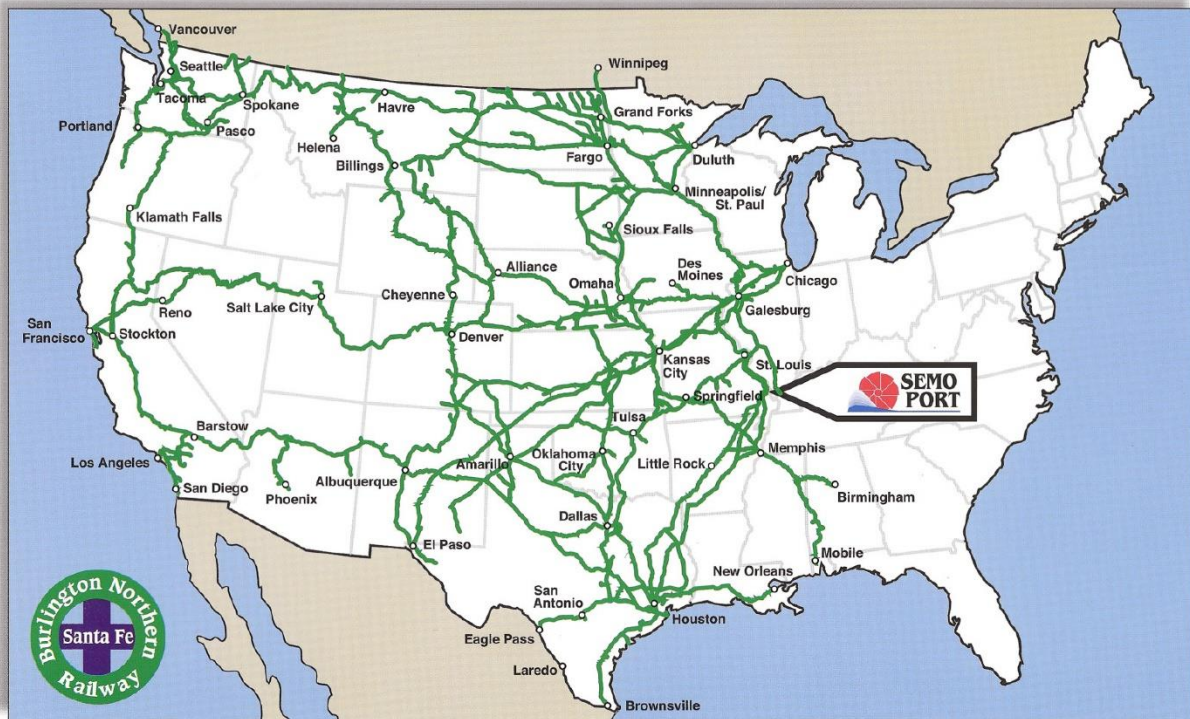 Vancouver
Seattle
Tacoma
Spokane
Portland
Pasco
Havre
Helena
Billings
Winnipeg
Grand Forks
Fargo
Duluth
Minneapolis/
St. Paul
Klamath Falls
Sioux Falls
Alliance
Des
Moines
Omaha
Chicago
Cheyenne
Galesburg
Reno
Salt Lake City
San
Francisco
Stockton
Denver
Kansas
City
St. Louis
SEMO
PORT
Springfield
Tulsa
Barstow
Los Angeles
San Diego
Phoenix
Albuquerque
Amarillo
Oklahoma
City
Little Rock
Memphis
Birmingham
Dallas
El Paso
Mobile
New Orleans
San
Antonio
Houston
Eagle Pass
Laredo
Brownsville
Burlington Northern
Santa Fe
Railway